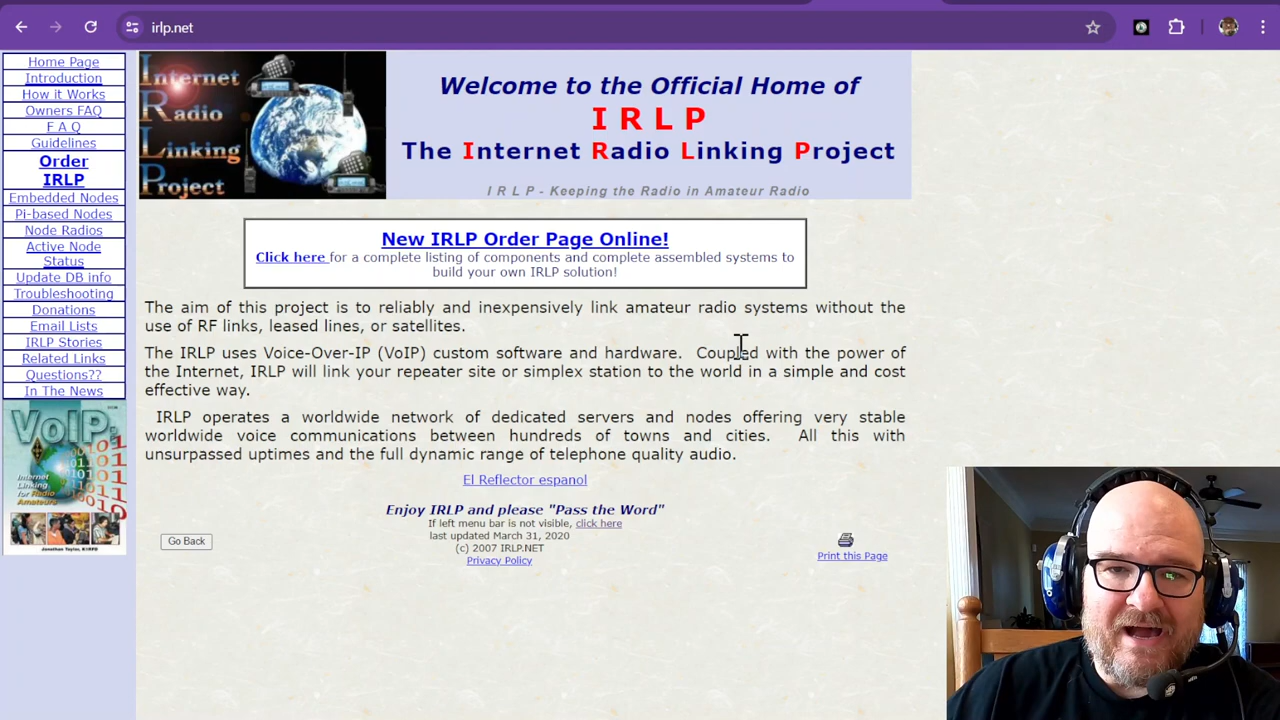 irlp.net
Home Page
Introduction
How it Works
Owners FAQ
F A Q
Guidelines
Order
IRLP
Embedded Nodes
Pi-based Nodes
Node Radios
Active Node
Status
Update DB info
Troubleshooting
Donations
Email Lists
IRLP Stories
Related Links
Questions??
In The News
VoIP
Internet
Linking
for Radio
Amateurs
Internet
Radio
Linking
Project
Welcome to the Official Home of
I R L P
The Internet Radio Linking Project
I R L P - Keeping the Radio in Amateur Radio
New IRLP Order Page Online!
Click here for a complete listing of components and complete assembled systems to
build your own IRLP solution!
The aim of this project is to reliably and inexpensively link amateur radio systems without the
use of RF links, leased lines, or satellites.
The IRLP uses Voice-Over-IP (VoIP) custom software and hardware. Coupled with the power of
the Internet, IRLP will link your repeater site or simplex station to the world in a simple and cost
effective way.
IRLP operates a worldwide network of dedicated servers and nodes offering very stable
worldwide voice communications between hundreds of towns and cities. All this with
unsurpassed uptimes and the full dynamic range of telephone quality audio.
El Reflector espanol
Enjoy IRLP and please "Pass the Word"
If left menu bar is not visible, click here
last updated March 31, 2020
(c) 2007 IRLP.NET
Privacy Policy
Go Back
Print this Page